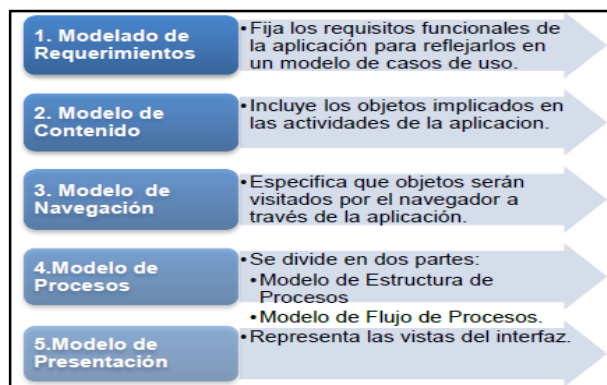 1. Modelado de
Requerimientos
•Fija los requisitos funcionales de
la aplicación para reflejarlos en
un modelo de casos de uso.
2. Modelo de
Contenido
•Incluye los objetos implicados en
las actividades de la aplicacion.
3. Modelo de
Navegación
•Especifica que objetos serán
visitados por el navegador a
través de la aplicación.
4.Modelo de
Procesos
•Se divide en dos partes:
•Modelo de Estructura de
Procesos
•Modelo de Flujo de Procesos.
5.Modelo de
Presentación
•Representa las vistas del interfaz.